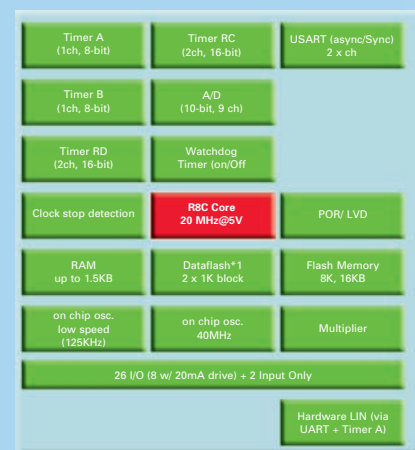 Timer A
(1ch, 8-bit)
Timer RC
(2ch, 16-bit)
USART (async/Sync)
2 x ch
Timer B
(1ch, 8-bit)
A/D
(10-bit, 9 ch)
Timer RD
(2ch, 16-bit)
Watchdog
Timer (on/Off
Clock stop detection
R8C Core
20 MHz@5V
POR/ LVD
RAM
up to 1.5KB
Dataflash*1
2 x 1K block
Flash Memory
8K, 16KB
on chip osc.
low speed
(125KHz)
on chip osc.
40MHz
Multiplier
26 I/O (8 w/ 20mA drive) + 2 Input Only
Hardware LIN (via
UART + Timer A)